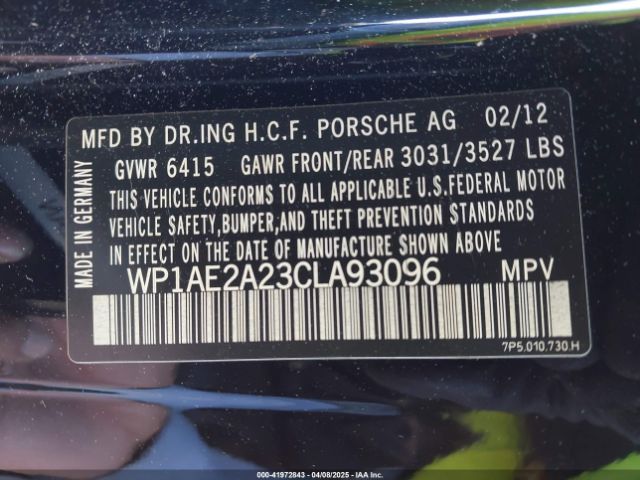 MADE IN GERMANY
MFD BY DR.ING H.C.F. PORSCHE AG 02/12
GVWR 6415 GAWR FRONT/REAR 3031/3527 LBS
THIS VEHICLE CONFORMS TO ALL APPLICABLE U.S.FEDERAL MOTOR
VEHICLE SAFETY,BUMPER,AND THEFT PREVENTION STANDARDS
IN EFFECT ON THE DATE OF MANUFACTURE SHOWN ABOVE
WP1AE2A23CLA93096 MPV
7P5.010.730.H
00-41972843 - 04/08/2025 - IAA Inc.